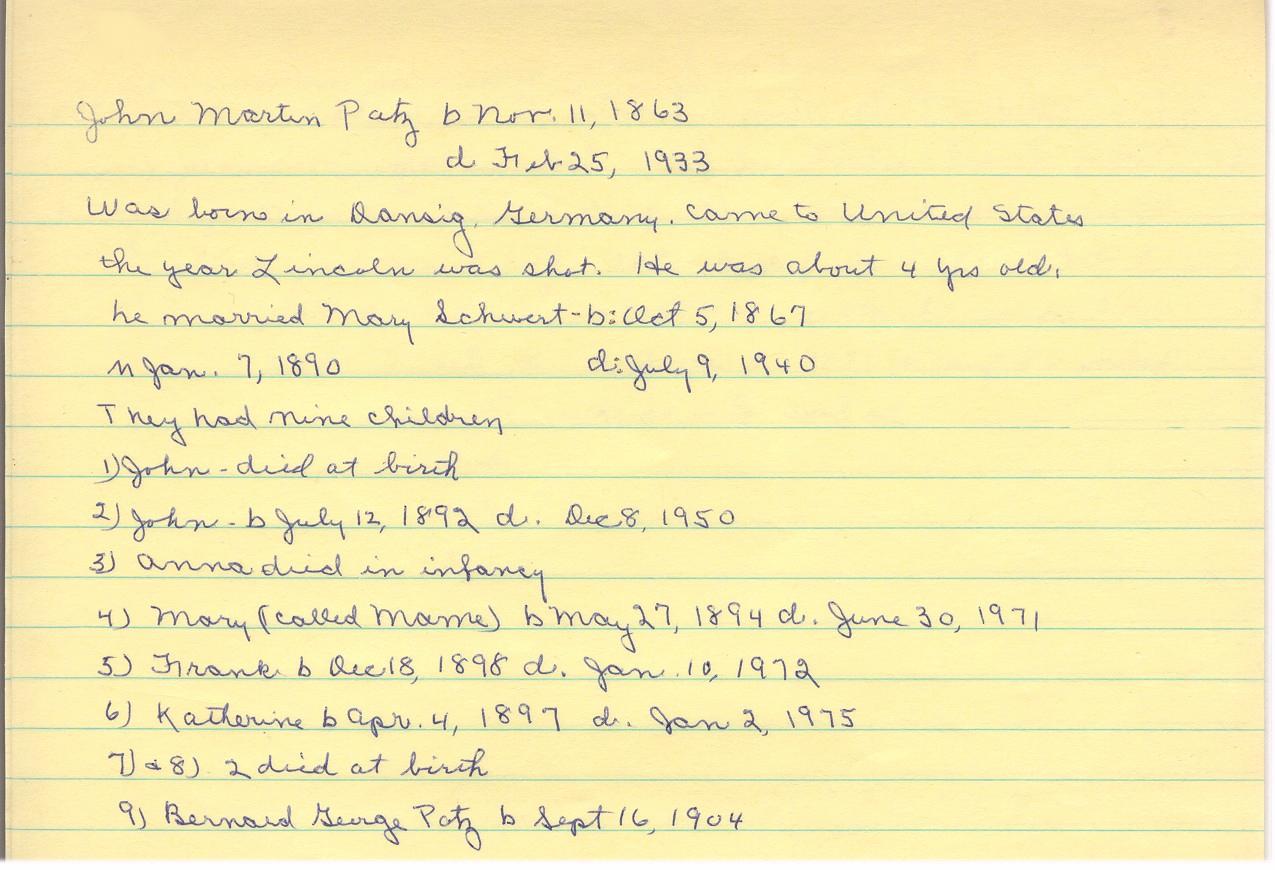 John Martin Patz b Nov. 11, 1863
d Feb 25, 1933
Was born in Dansig, Germany. Came to United States
the year Lincoln was shot. He was about 4 yrs old.
he married Mary Schwert - b: Oct 5, 1867
n Jan. 7, 1890 d: July 9, 1940
They had nine children
1) John - died at birth
2) John - b July 12, 1892 d. Dec 8, 1950
3) Anna died in infancy
4) Mary (called Mame) b May 27, 1894 d. June 30, 1971
5) Frank b Dec 18, 1898 d. Jan. 10, 1972
6) Katherine b Apr. 4, 1897 d. Jan 2, 1975
7) & 8) 2 died at birth
9) Bernard George Patz b Sept 16, 1904